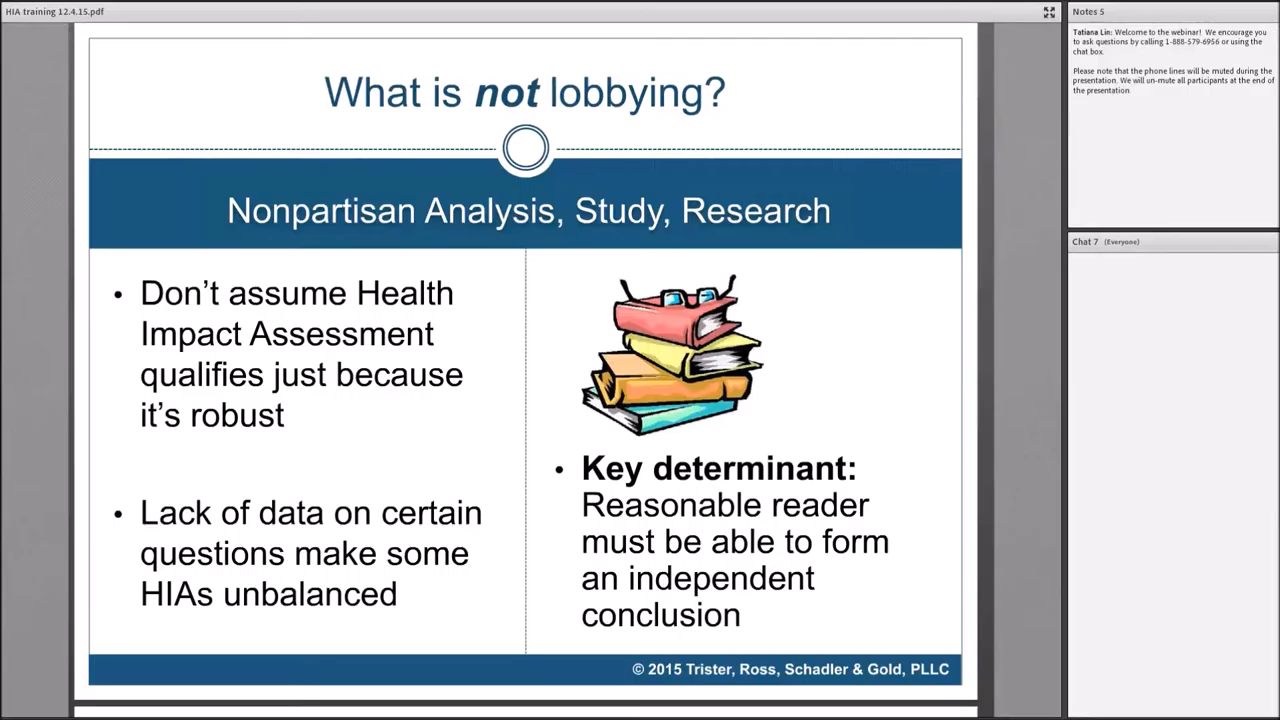 HIA training 12.4.15.pdf
What is not lobbying?
Nonpartisan Analysis, Study, Research
• Don’t assume Health
Impact Assessment
qualifies just because
it’s robust
• Lack of data on certain
questions make some
HIAs unbalanced
• Key determinant:
Reasonable reader
must be able to form
an independent
conclusion
© 2015 Trister, Ross, Schadler & Gold, PLLC
Notes 5
Tatiana Lin: Welcome to the webinar! We encourage you
to ask questions by calling 1-888-579-6956 or using the
chat box.
Please note that the phone lines will be muted during the
presentation. We will un-mute all participants at the end of
the presentation.
Chat 7 (Everyone)